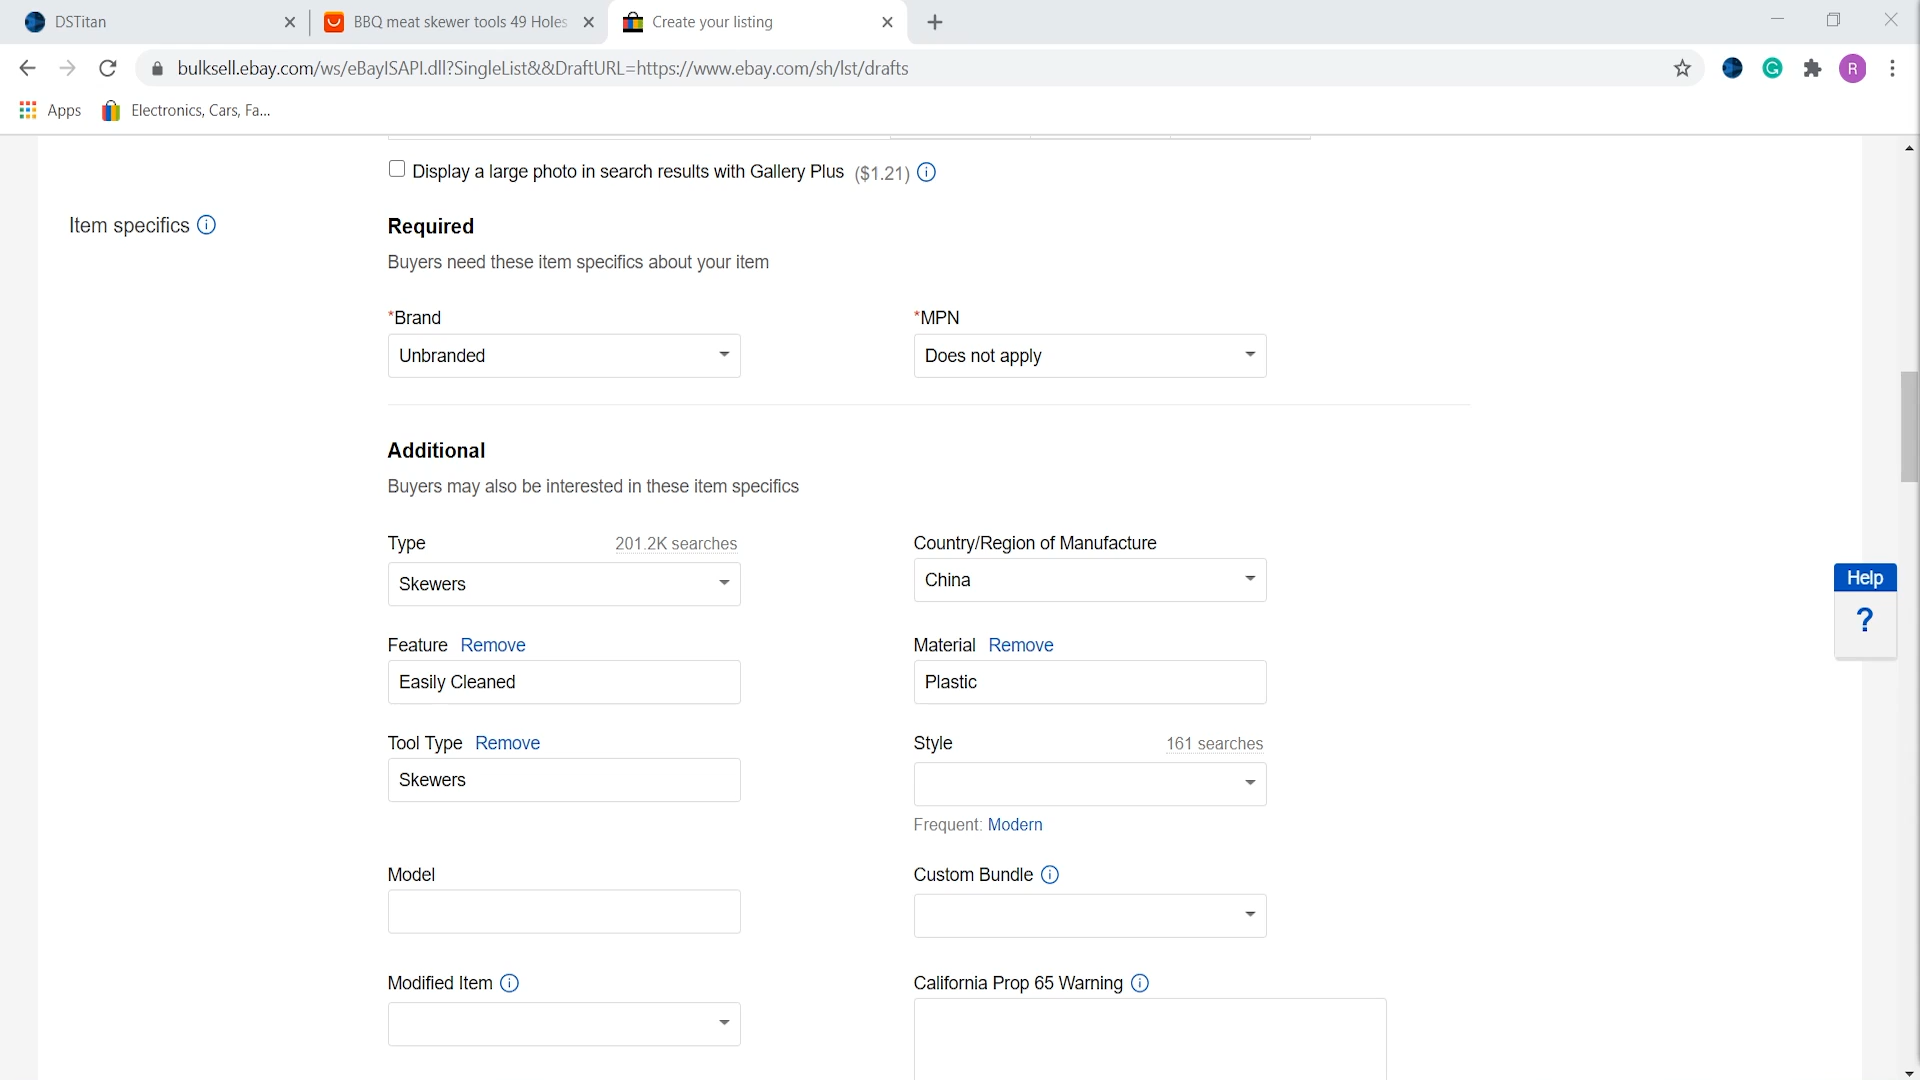 DSTitan
BBQ meat skewer tools 49 Holes
Create your listing
bulksell.ebay.com/ws/eBayISAPI.dll?SingleList&&DraftURL=https://www.ebay.com/sh/lst/drafts
G
R
Apps
Electronics, Cars, Fa...
Display a large photo in search results with Gallery Plus ($1.21)
Item specifics
Required
Buyers need these item specifics about your item
*Brand
*MPN
Unbranded
Does not apply
Additional
Buyers may also be interested in these item specifics
Type 201.2K searches
Country/Region of Manufacture
Skewers
China
Help
?
Feature Remove
Material Remove
Easily Cleaned
Plastic
Tool Type Remove
Style 161 searches
Skewers
Frequent: Modern
Model
Custom Bundle
Modified Item
California Prop 65 Warning